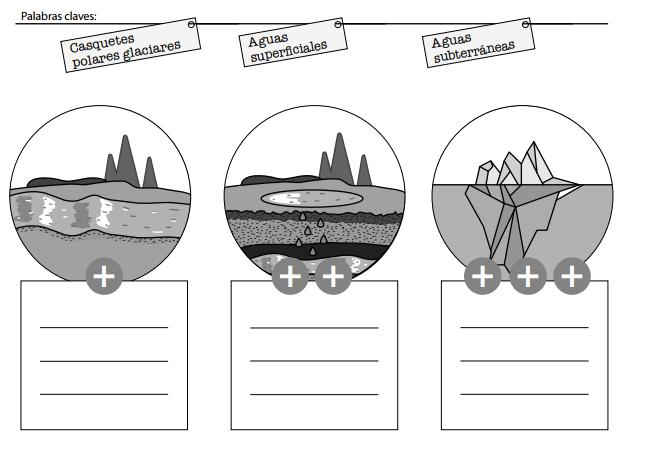 Palabras claves:
Casquetes
polares glaciares
Aguas
superficiales
Aguas
subterráneas
+
+ +
+ + +